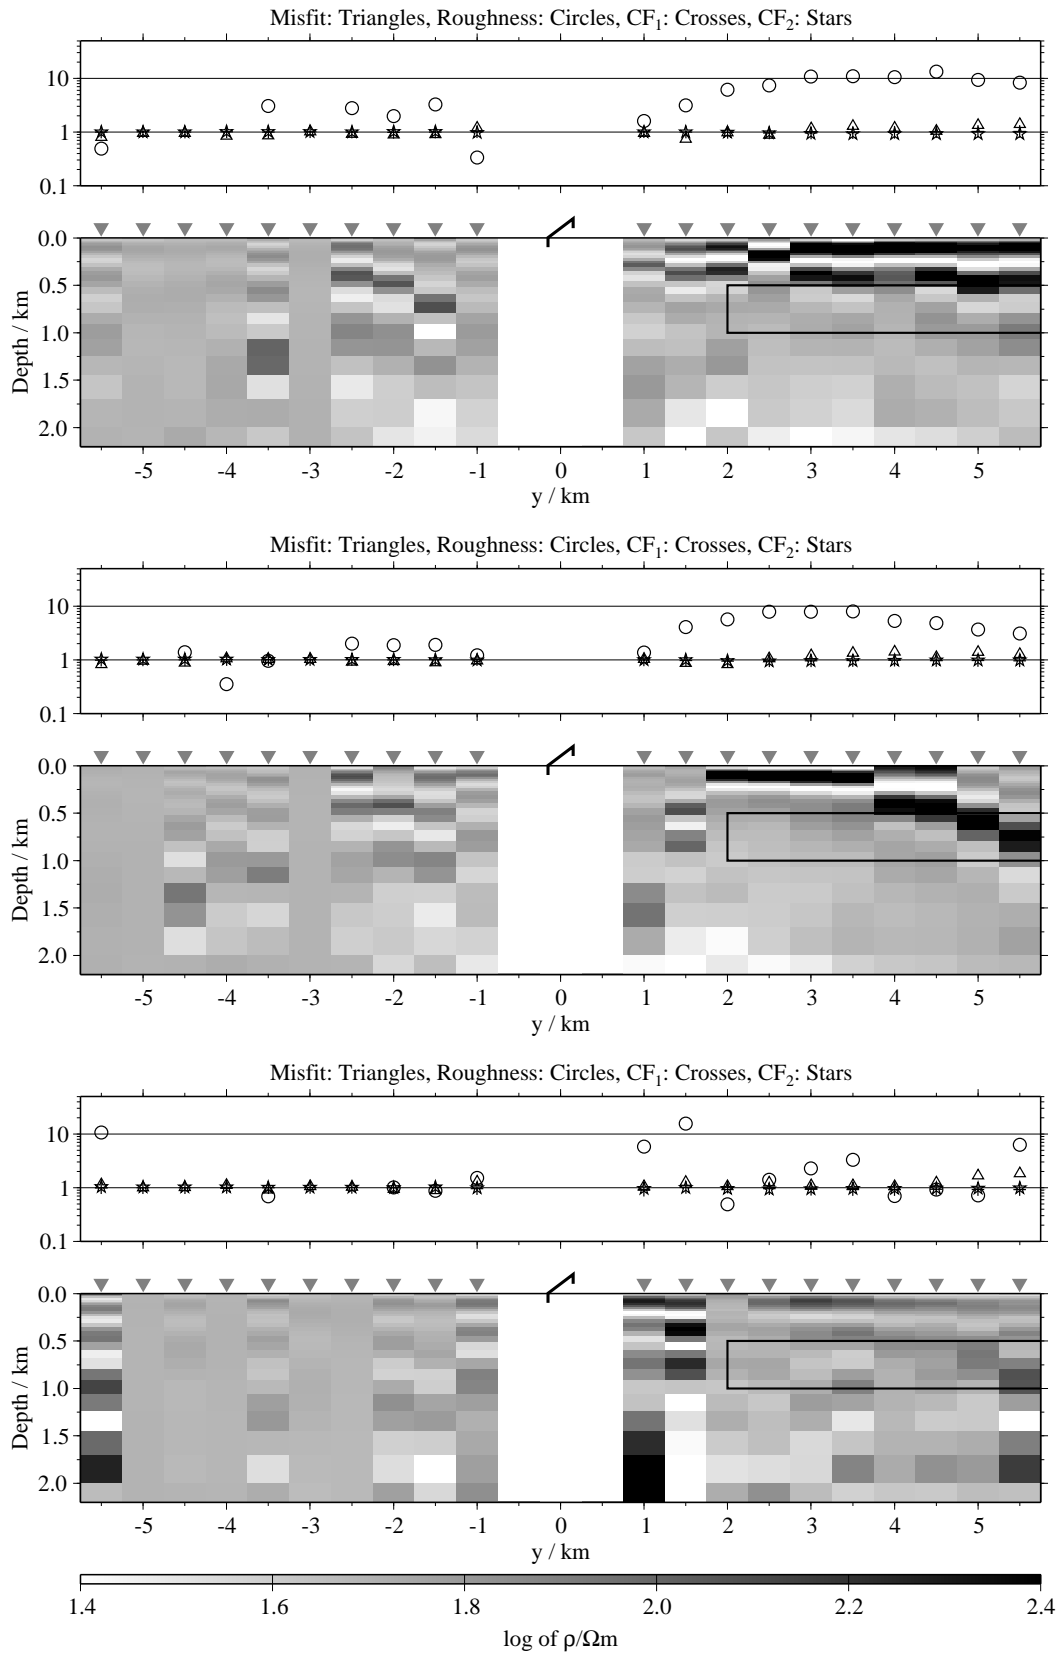 Misfit: Triangles, Roughness: Circles, CF₁: Crosses, CF₂: Stars
10
1
0.1
0.0
0.5
1.0
1.5
2.0
Depth / km
-5 -4 -3 -2 -1 0 1 2 3 4 5
y / km
Misfit: Triangles, Roughness: Circles, CF₁: Crosses, CF₂: Stars
10
1
0.1
0.0
0.5
1.0
1.5
2.0
Depth / km
-5 -4 -3 -2 -1 0 1 2 3 4 5
y / km
Misfit: Triangles, Roughness: Circles, CF₁: Crosses, CF₂: Stars
10
1
0.1
0.0
0.5
1.0
1.5
2.0
Depth / km
-5 -4 -3 -2 -1 0 1 2 3 4 5
y / km
1.4 1.6 1.8 2.0 2.2 2.4
log of ρ/Ωm